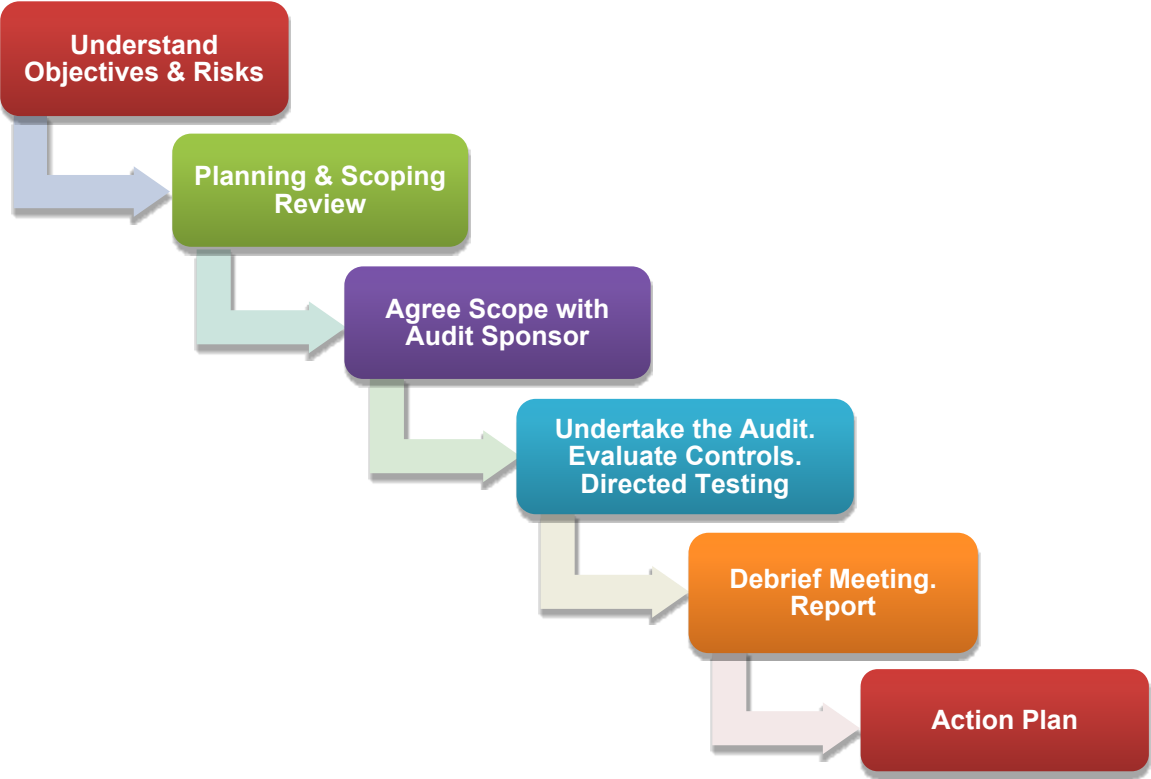 Understand
Objectives & Risks
Planning & Scoping
Review
Agree Scope with
Audit Sponsor
Undertake the Audit.
Evaluate Controls.
Directed Testing
Debrief Meeting.
Report
Action Plan